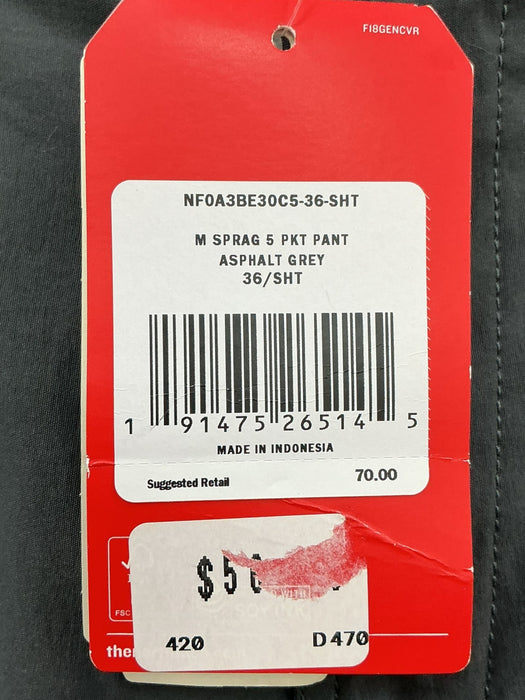 F18GENCVR
NF0A3BE30C5-36-SHT
M SPRAG 5 PKT PANT
ASPHALT GREY
36/SHT
1 91475 26514 5
MADE IN INDONESIA
Suggested Retail 70.00
FSC
420 D470